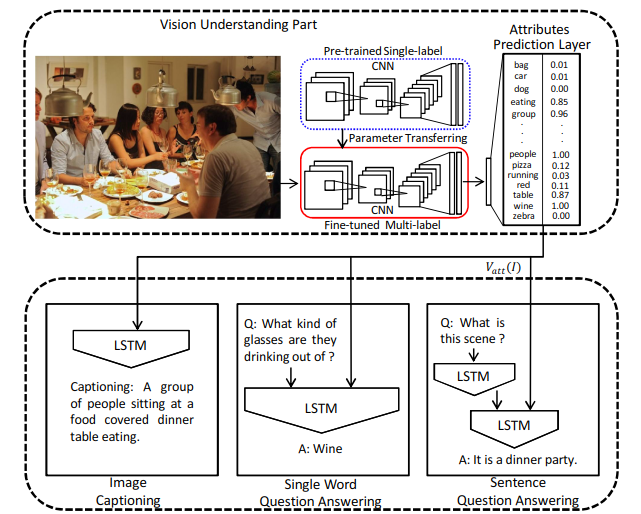 Vision Understanding Part
Pre-trained Single-label
CNN
Parameter Transferring
CNN
Fine-tuned Multi-label
Attributes
Prediction Layer
bag 0.01
car 0.01
dog 0.00
eating 0.85
group 0.96
. .
. .
. .
people 1.00
pizza 0.12
running 0.03
red 0.11
table 0.87
wine 1.00
zebra 0.00
V_att(I)
LSTM
Captioning: A group
of people sitting at a
food covered dinner
table eating.
Image
Captioning
Q: What kind of
glasses are they
drinking out of ?
LSTM
A: Wine
Single Word
Question Answering
Q: What is
this scene ?
LSTM
LSTM
A: It is a dinner party.
Sentence
Question Answering